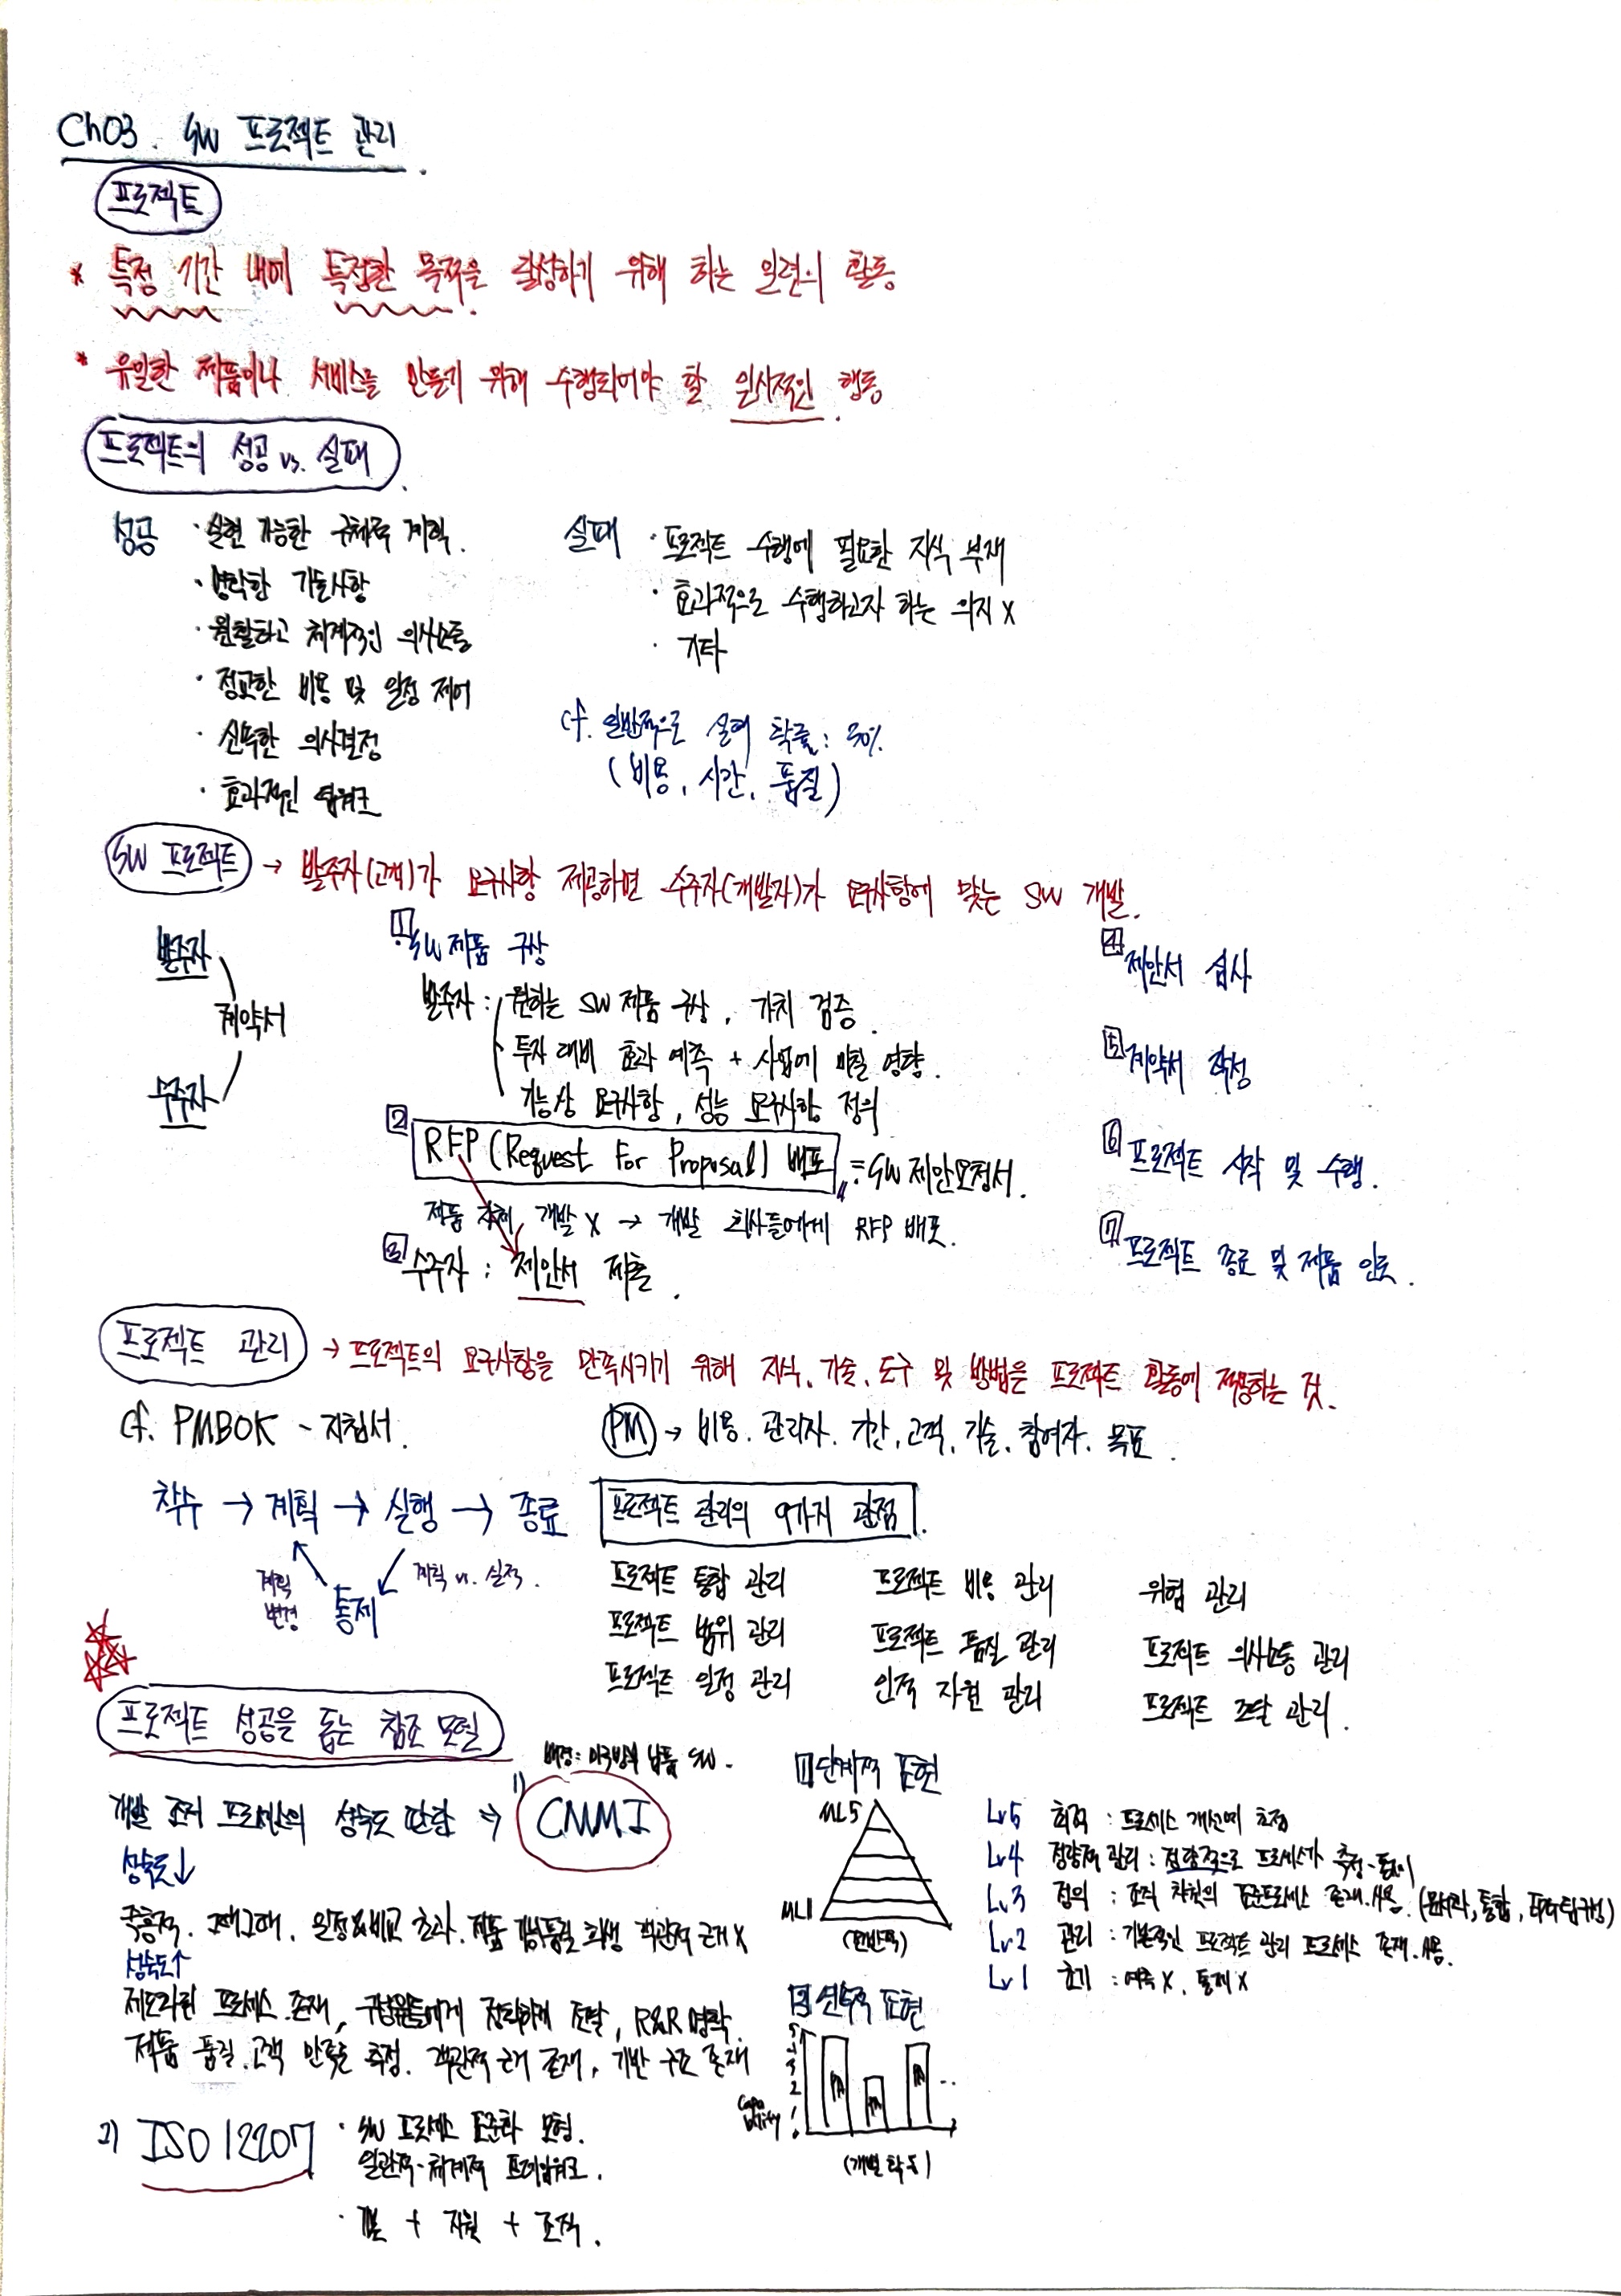 Ch03. SW 프로젝트 관리
프로젝트
* 특정 기간 내에 특정한 목적을 달성하기 위해 하는 일련의 활동
* 유일한 제품이나 서비스를 만들기 위해 수행되어야 할 일시적인 행동
프로젝트의 성공 vs. 실패
성공 · 실현 가능한 구체적 계획.
· 명확한 기술사항
· 원활하고 체계적인 의사소통
· 정교한 비용 및 일정 제어
· 신속한 의사결정
· 효과적인 팀워크
실패 · 프로젝트 수행에 필요한 지식 부재
· 효과적으로 수행하고자 하는 의지 X
· 기타
cf. 일반적으로 실패 확률: 30%
(비용, 시간, 품질)
SW 프로젝트 → 발주자(고객)가 요구사항 제공하면 수주자(개발자)가 요구사항에 맞는 SW 개발.
발주자
계약서
수주자
1 SW 제품 구상
발주자 : 원하는 SW 제품 구상, 가치 검증.
투자 대비 효과 예측 + 사업에 미칠 영향.
기능상 요구사항, 성능 요구사항 정의
2 RFP (Request For Proposal) 배포 = SW 제안요청서.
제품 자체 개발 X → 개발 회사들에게 RFP 배포.
3 수주자 : 제안서 제출.
4 제안서 심사
5 계약서 작성
6 프로젝트 시작 및 수행.
7 프로젝트 종료 및 제품 인도.
프로젝트 관리 → 프로젝트의 요구사항을 만족시키기 위해 지식, 기술, 도구 및 방법을 프로젝트 활동에 적용하는 것.
cf. PMBOK - 지침서.
PM → 비용. 관리자. 기간, 고객, 기술, 참여자. 목표.
착수 → 계획 → 실행 → 종료
계획 변경
통제
계획 vs. 실적.
프로젝트 관리의 9가지 관점.
프로젝트 통합 관리 프로젝트 비용 관리 위험 관리
프로젝트 범위 관리 프로젝트 품질 관리 프로젝트 의사소통 관리
프로젝트 일정 관리 인적 자원 관리 프로젝트 조달 관리.
프로젝트 성공을 돕는 참조 모델
배경: 미국방부 납품 SW.
개발 조직 프로세스의 성숙도 판단 ⇒ 1) CMMI
성숙도↓
즉흥적. 그때그때. 일정&비교 초과. 제품 품질 희생 객관적 근거 X
성숙도↑
제도화된 프로세스 존재, 구성원들에게 정확하게 전달, R&R 명확.
제품 품질. 고객 만족도 측정. 객관적 근거 존재, 기반 구조 존재
1 단계적 표현
ML5
ML1
(일반적)
Lv5 최적 : 프로세스 개선에 초점
Lv4 정량적 관리 : 정량적으로 프로세스가 측정-통제
Lv3 정의 : 조직 차원의 표준프로세스 존재.사용. (문서화, 통합,
Lv2 관리 : 기본적인 프로젝트 관리 프로세스 존재.사용.
Lv1 초기 : 예측 X, 통제 X
2 연속적 표현
5
4
3
2
1
0
Capability
PA
PA
PA
..
(개별 학습)
2) ISO 12207
· SW 프로세스 표준화 모형.
일관적-체계적 프레임워크.
· 기본 + 지원 + 조직.